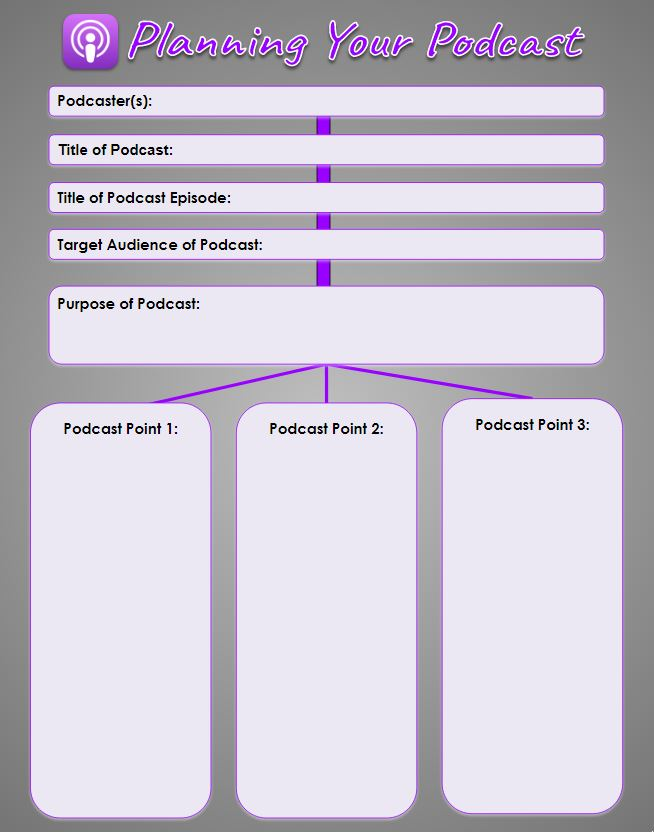 Planning Your Podcast
Podcaster(s):
Title of Podcast:
Title of Podcast Episode:
Target Audience of Podcast:
Purpose of Podcast:
Podcast Point 1:
Podcast Point 2:
Podcast Point 3: